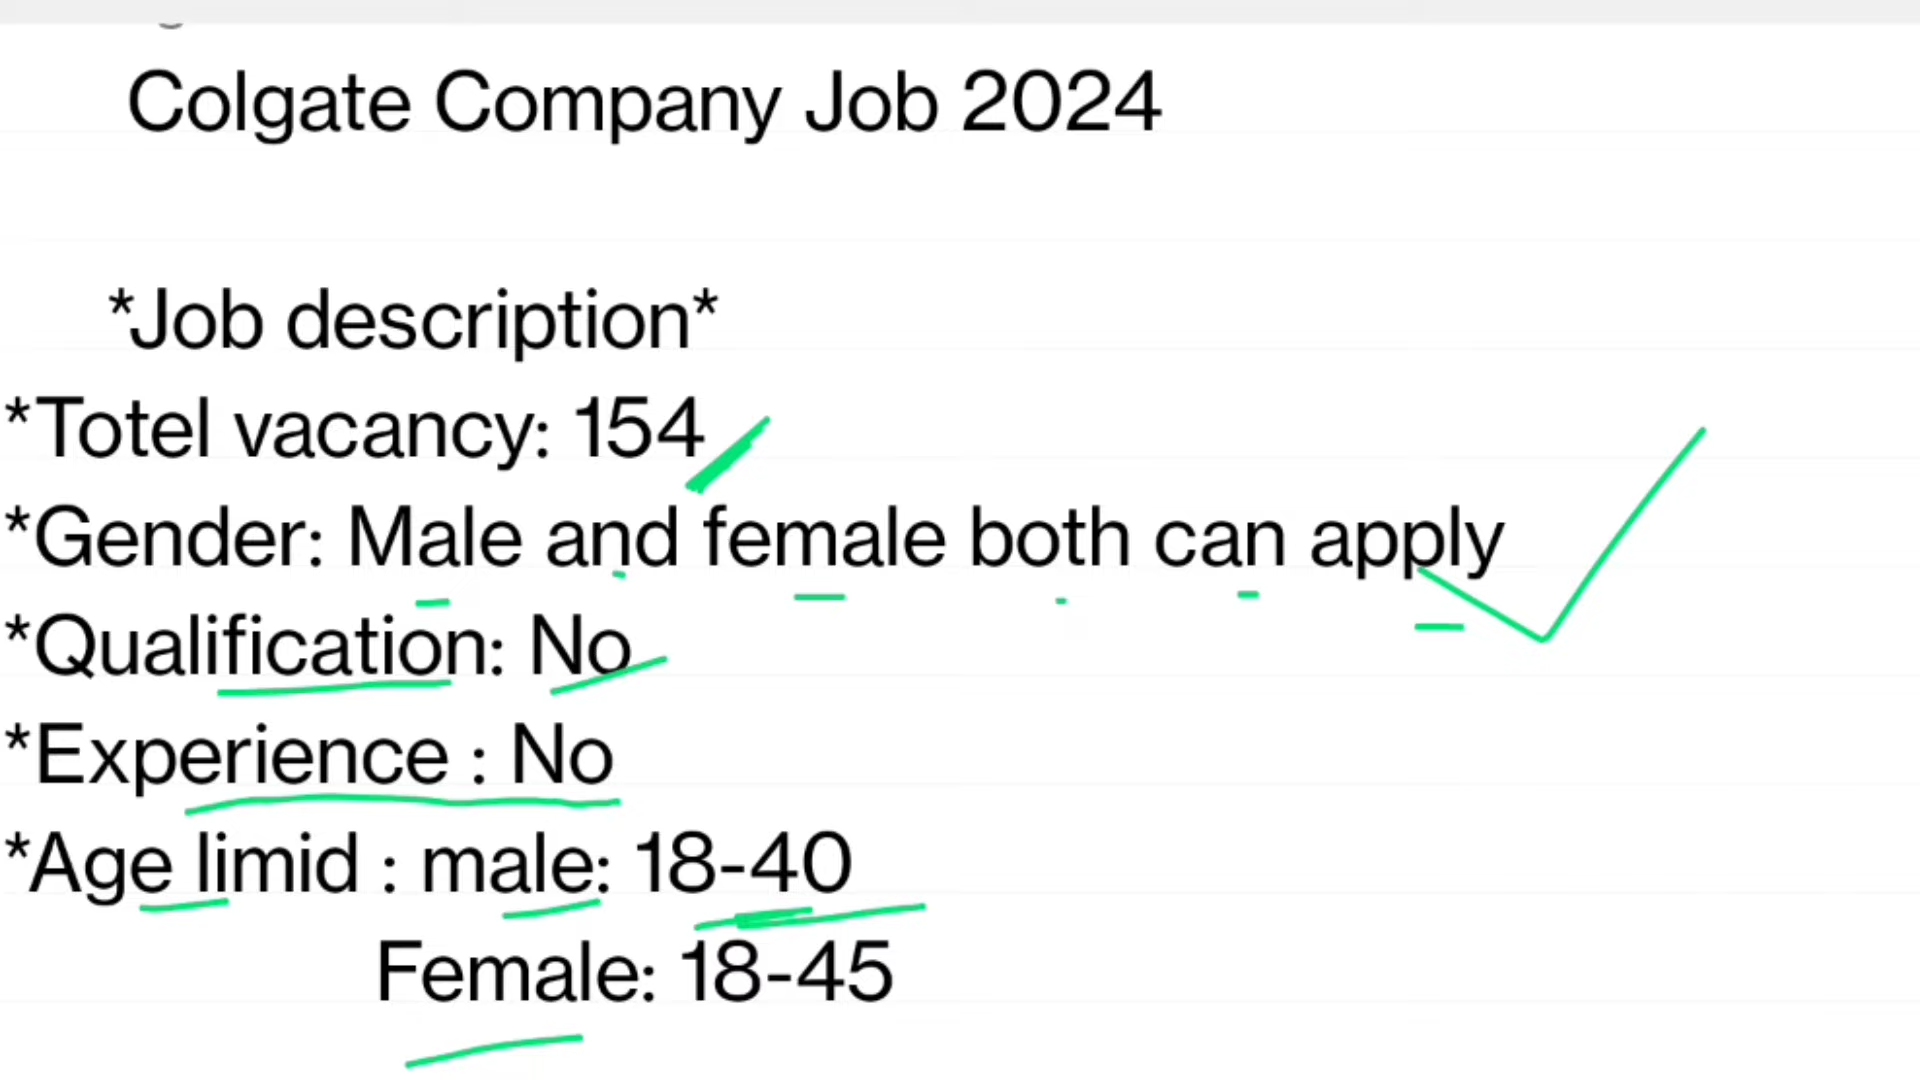 Colgate Company Job 2024
*Job description*
*Totel vacancy: 154
*Gender: Male and female both can apply
*Qualification: No
*Experience : No
*Age limid : male: 18-40
Female: 18-45